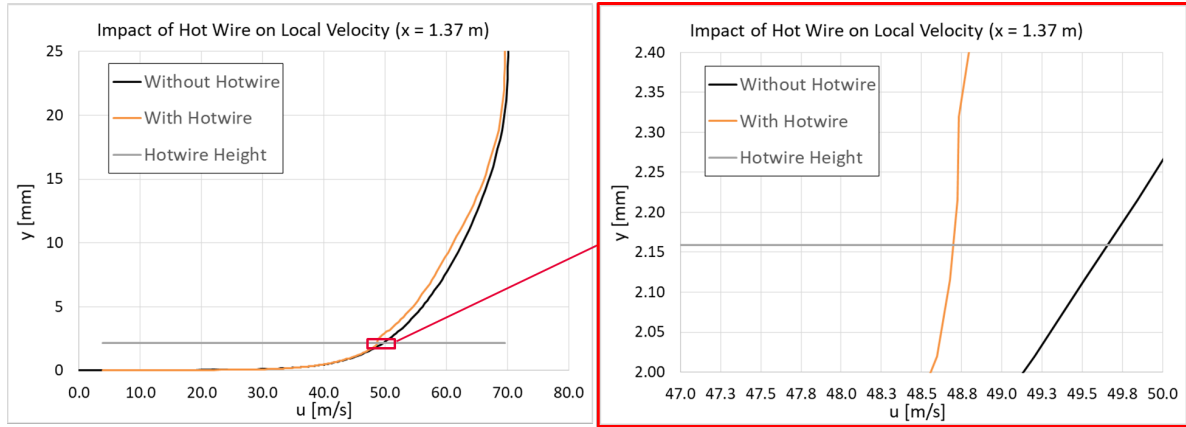 Impact of Hot Wire on Local Velocity (x = 1.37 m)
25
20
15
10
5
0
y [mm]
Without Hotwire
With Hotwire
Hotwire Height
0.0 10.0 20.0 30.0 40.0 50.0 60.0 70.0 80.0
u [m/s]
Impact of Hot Wire on Local Velocity (x = 1.37 m)
2.40
2.30
2.25
2.15
2.10
2.05
2.00
y [mm]
Without Hotwire
With Hotwire
Hotwire Height
47.0 47.3 47.5 47.8 48.0 48.3 48.5 48.8 49.0 49.3 49.5 49.8 50.0
u [m/s]